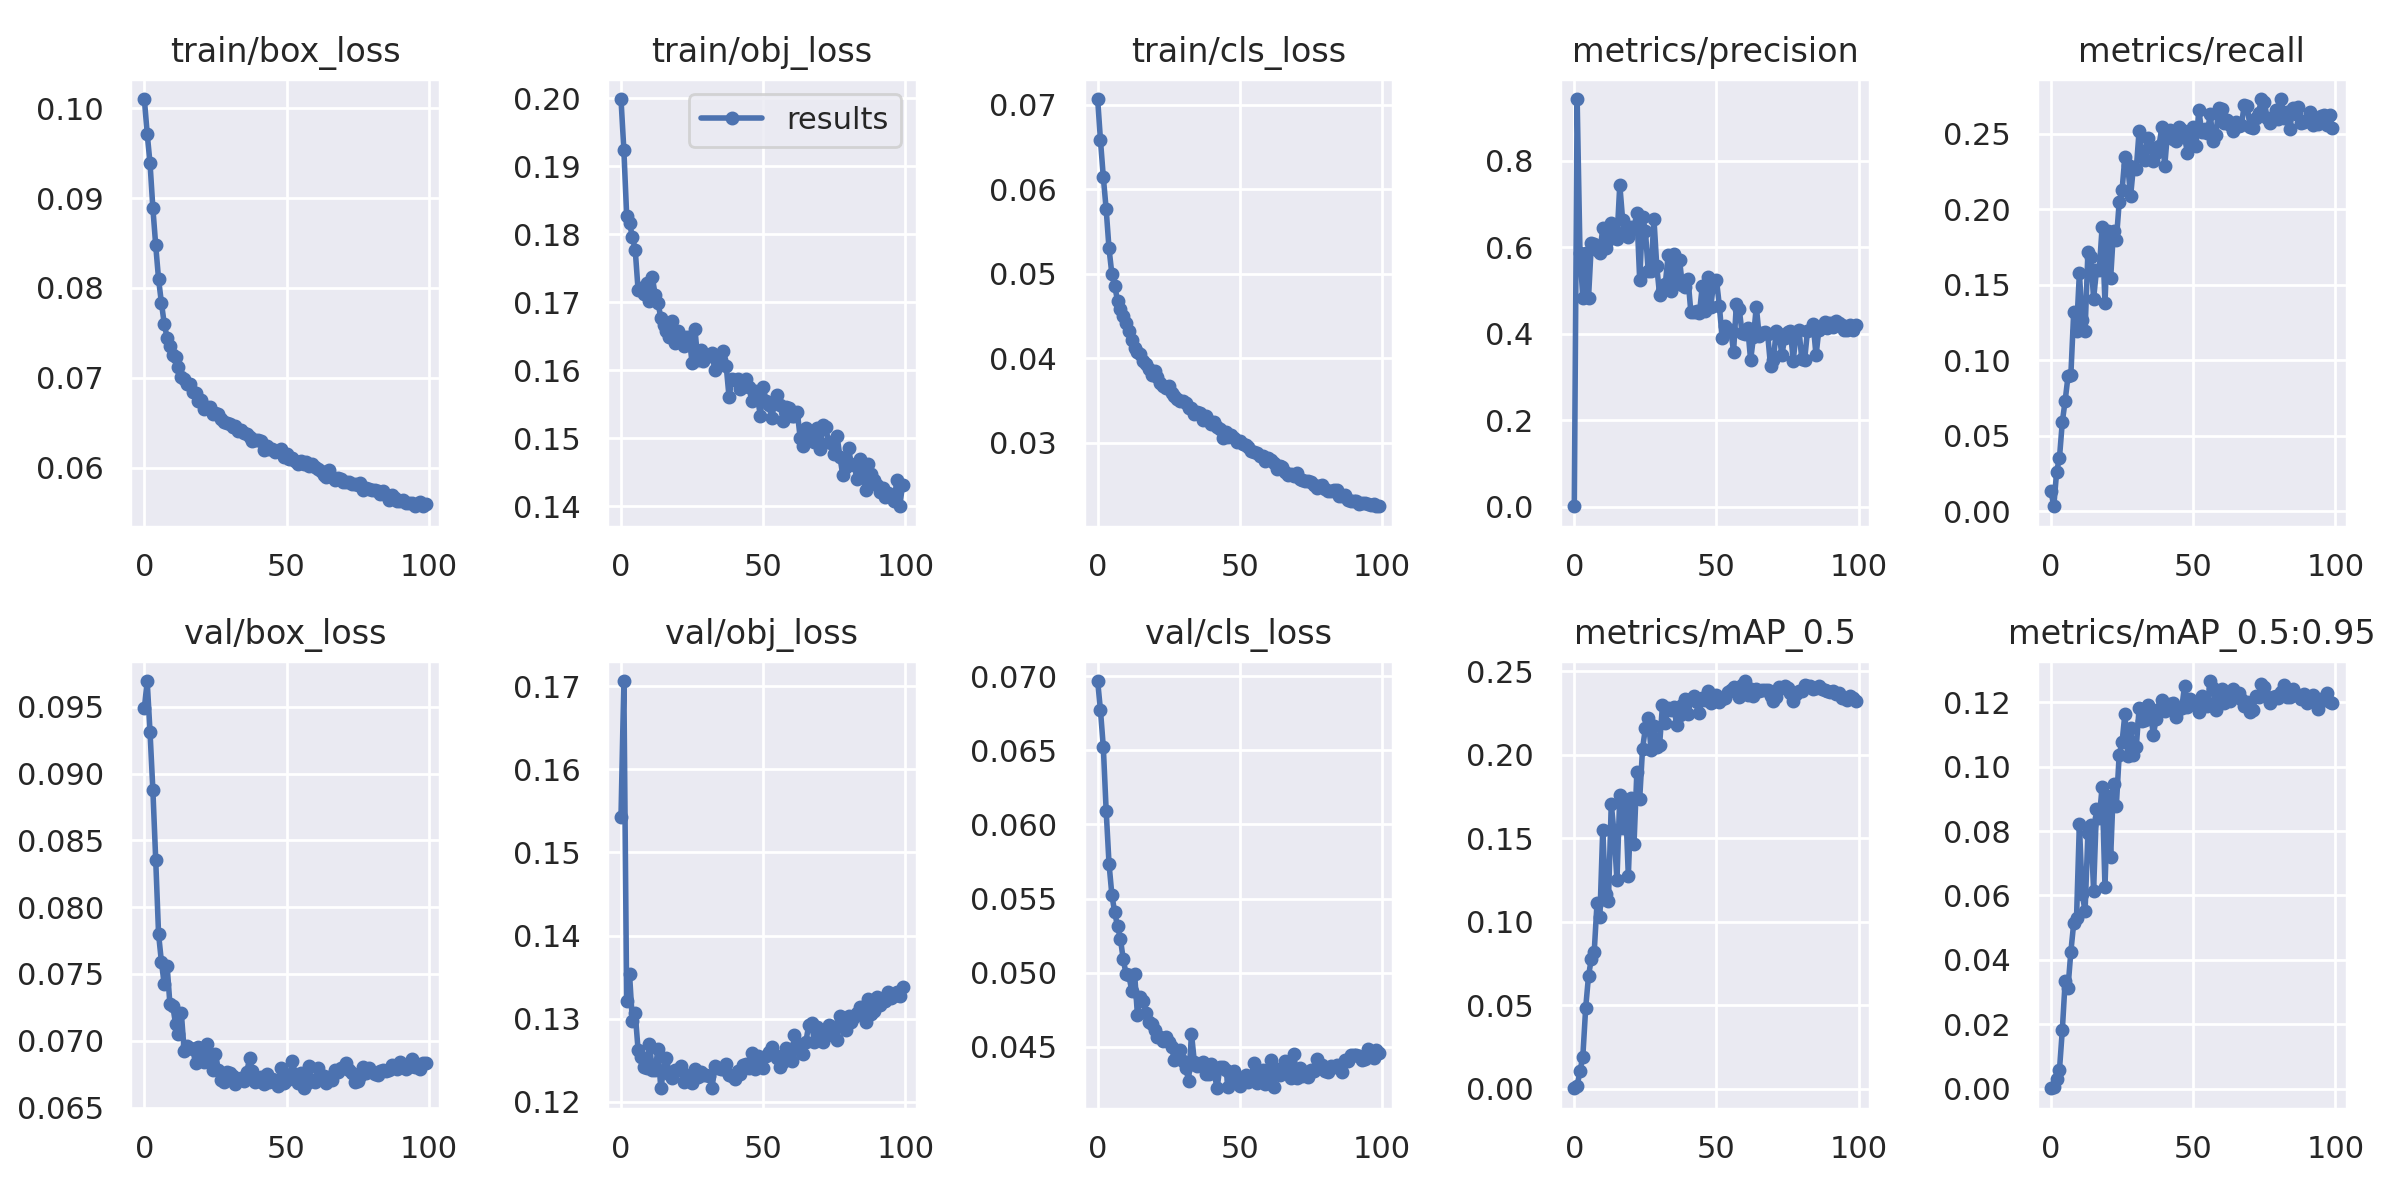 train/box_loss
0.10
0.09
0.08
0.07
0.06
0 50 100
train/obj_loss
results
0.20
0.19
0.18
0.17
0.16
0.15
0.14
0 50 100
train/cls_loss
0.07
0.06
0.05
0.04
0.03
0 50 100
metrics/precision
0.8
0.6
0.4
0.2
0.0
0 50 100
metrics/recall
0.25
0.20
0.15
0.10
0.05
0.00
0 50 100
val/box_loss
0.095
0.090
0.085
0.080
0.075
0.070
0.065
0 50 100
val/obj_loss
0.17
0.16
0.15
0.14
0.13
0.12
0 50 100
val/cls_loss
0.070
0.065
0.060
0.055
0.050
0.045
0 50 100
metrics/mAP_0.5
0.25
0.20
0.15
0.10
0.05
0.00
0 50 100
metrics/mAP_0.5:0.95
0.12
0.10
0.08
0.06
0.04
0.02
0.00
0 50 100